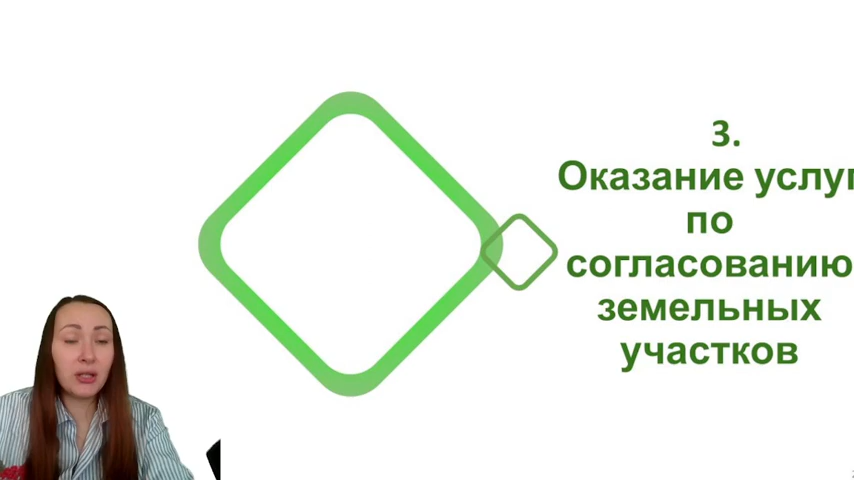 3.
Оказание услуг
по
согласованию
земельных
участков